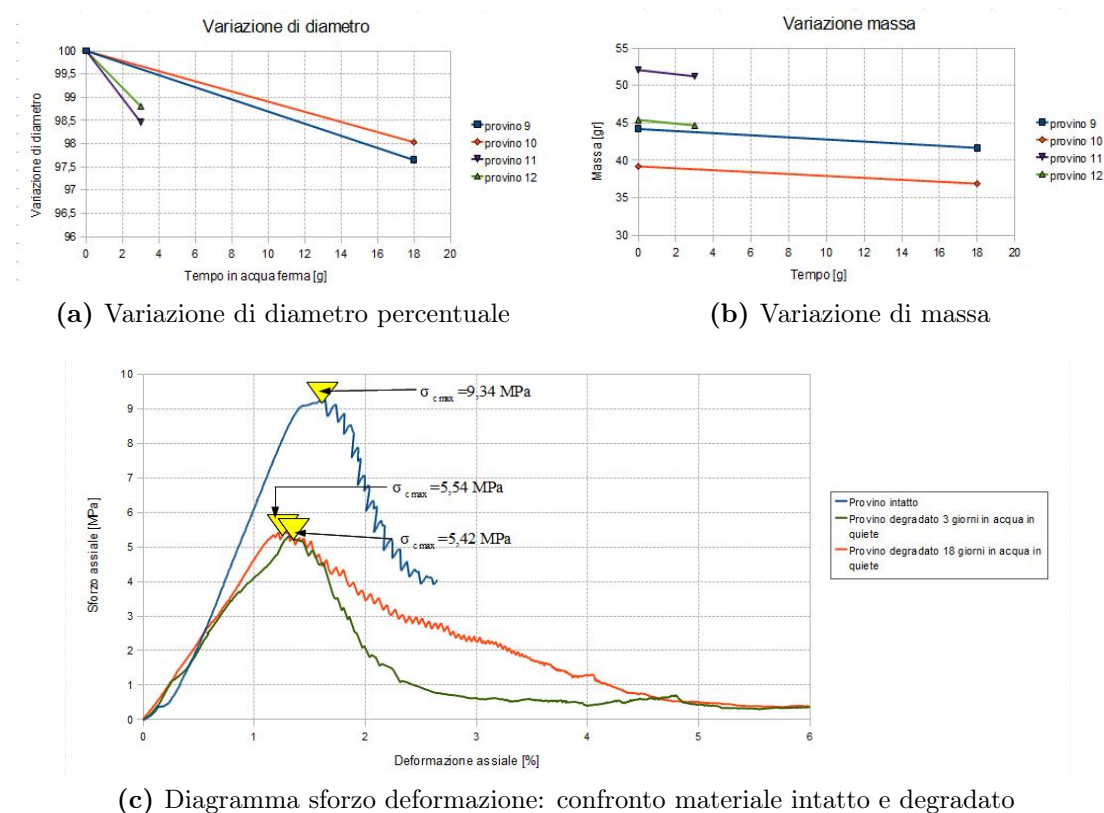 Variazione di diametro
100
99,5
99
98,5
98
97,5
97
96,5
96
0 2 4 6 8 10 12 14 16 18 20
Variazione di diametro
Tempo in acqua ferma [g]
provino 9
provino 10
provino 11
provino 12
(a) Variazione di diametro percentuale
Variazione massa
55
50
45
40
35
30
0 2 4 6 8 10 12 14 16 18 20
Massa [gr]
Tempo [g]
provino 9
provino 10
provino 11
provino 12
(b) Variazione di massa
10
9
8
7
6
5
4
3
2
1
0
0 1 2 3 4 5 6
Sforzo assiale [MPa]
Deformazione assiale [%]
σ c max =9,34 MPa
σ c max =5,54 MPa
σ c max =5,42 MPa
Provino intatto
Provino degradato 3 giorni in acqua in
quiete
Provino degradato 18 giorni in acqua in
quiete
(c) Diagramma sforzo deformazione: confronto materiale intatto e degradato